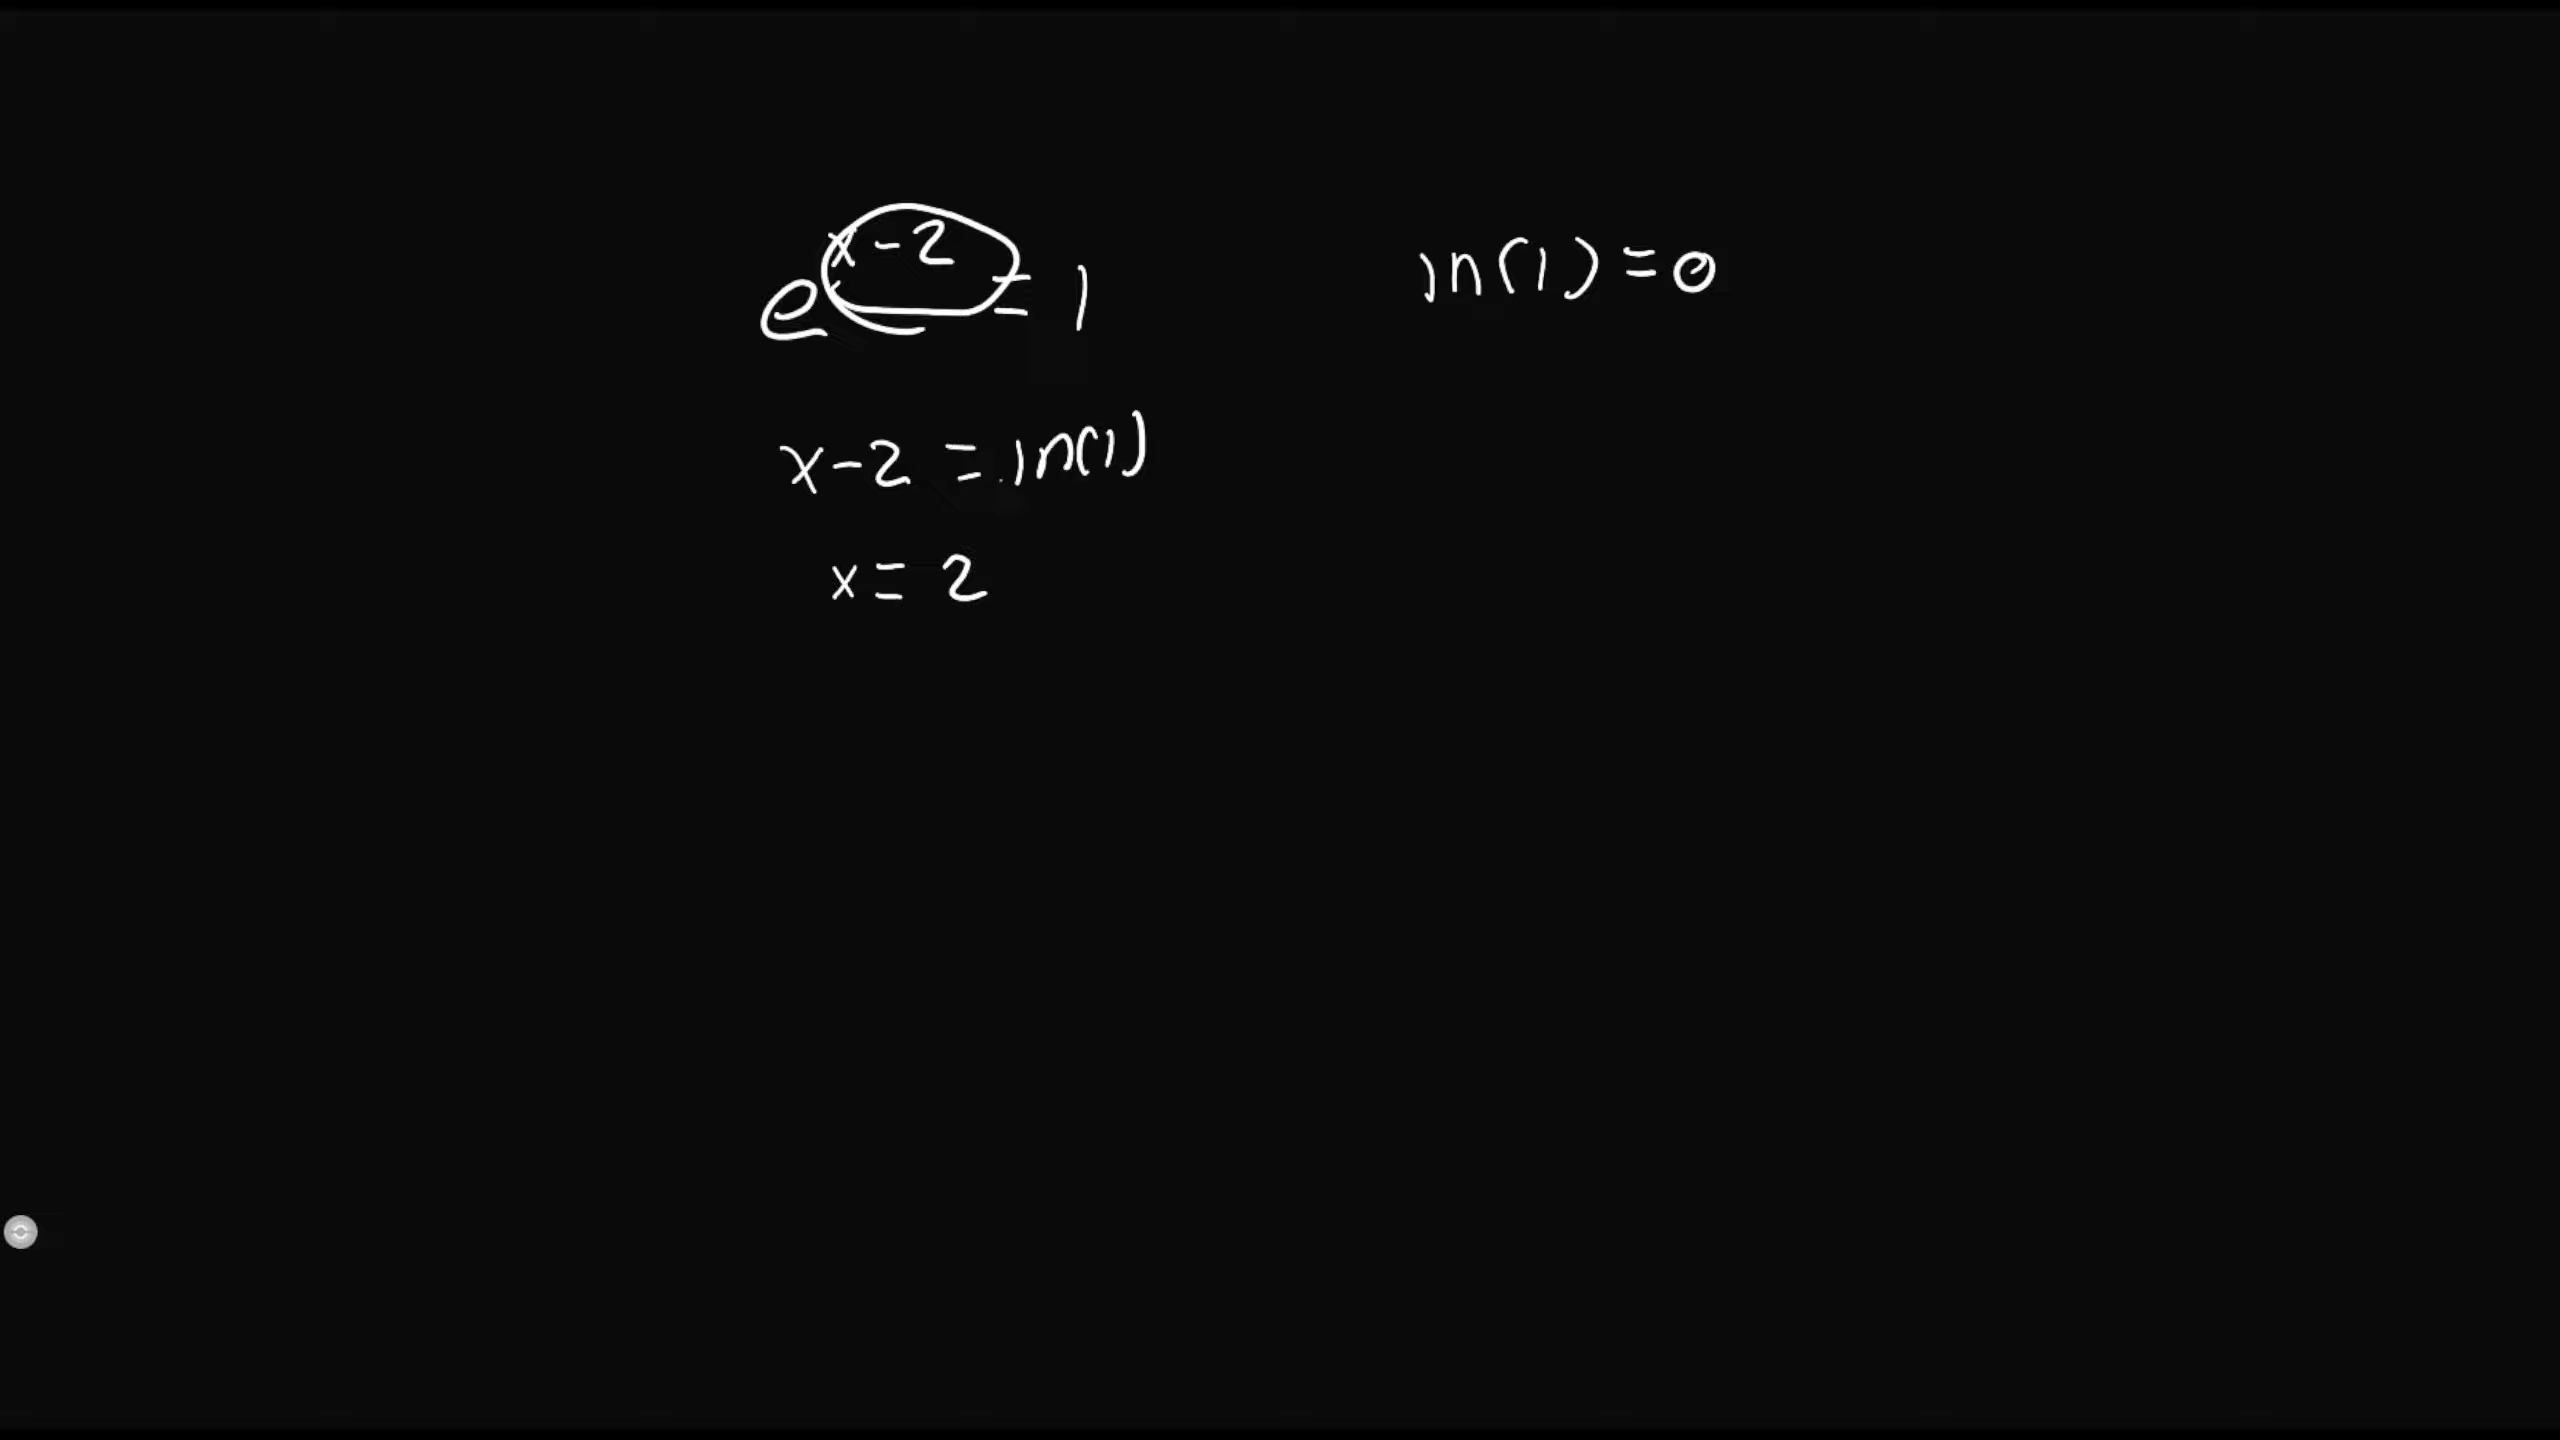 e^{x-2} = 1
x-2 = ln(1)
x = 2
ln(1) = 0